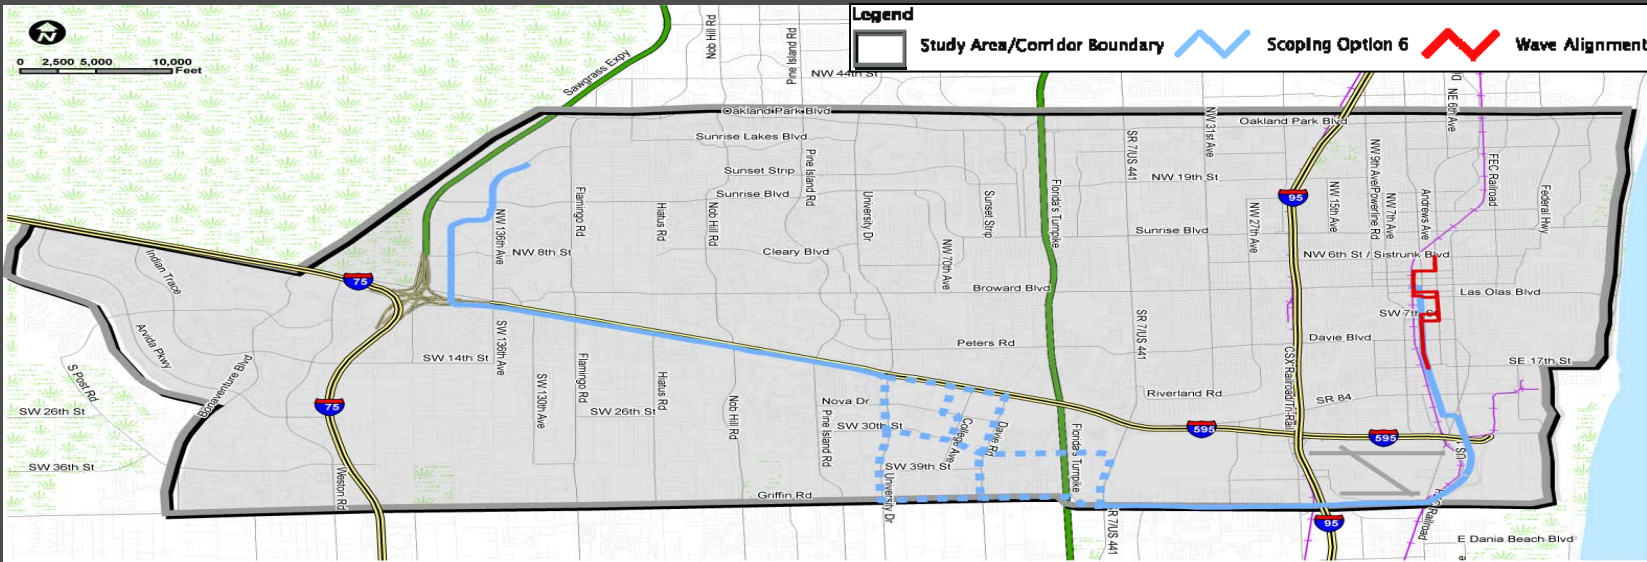 Legend
Study Area/Corridor Boundary
Scoping Option 6
Wave Alignment
N
0 2,500 5,000 10,000
Feet
Sawgrass Expy
Nob Hill Rd
Pine Island Rd
NW 44th St
NE 6th Ave
Oakland Park Blvd
Oakland Park Blvd
Sunrise Lakes Blvd
Sunset Strip
Sunrise Blvd
Pine Island Rd
NW 31st Ave
SR 7/US 441
NW 19th St
95
NW 15th Ave
NW 9th Ave/Powerline Rd
NW 7th Ave
Andrews Ave
FEC Railroad
Federal Hwy
Flamingo Rd
Hiatus Rd
Nob Hill Rd
University Dr
Sunset Strip
Florida's Turnpike
NW 27th Ave
Sunrise Blvd
NW 136th Ave
NW 8th St
Cleary Blvd
NW 70th Ave
NW 6th St / Sistrunk Blvd
Indian Trace
75
Broward Blvd
Las Olas Blvd
SW 7th St
Arvida Pkwy
SW 136th Ave
SW 14th St
Peters Rd
SR 7/US 441
Davie Blvd
SE 17th St
S Post Rd
Bonaventure Blvd
SW 130th Ave
Flamingo Rd
Hiatus Rd
Nob Hill Rd
CSX Railroad/Tri-Rail
Riverland Rd
SR 84
SW 26th St
75
SW 26th St
Nova Dr
Pine Island Rd
SW 30th St
College Ave
Davie Rd
Florida's Turnpike
595
595
SW 36th St
Weston Rd
SW 39th St
University Dr
Griffin Rd
95
Railroad
E Dania Beach Blvd